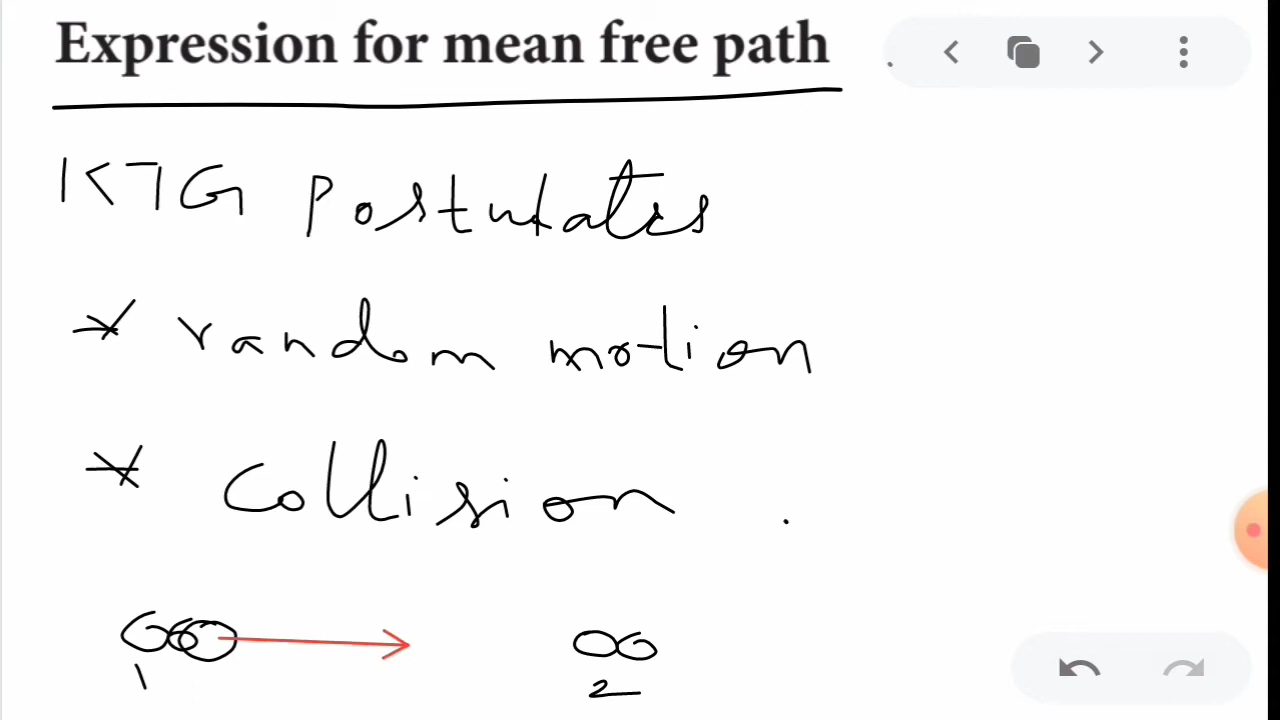 Expression for mean free path
KTG Postulates
* random motion
* Collision .
1 2